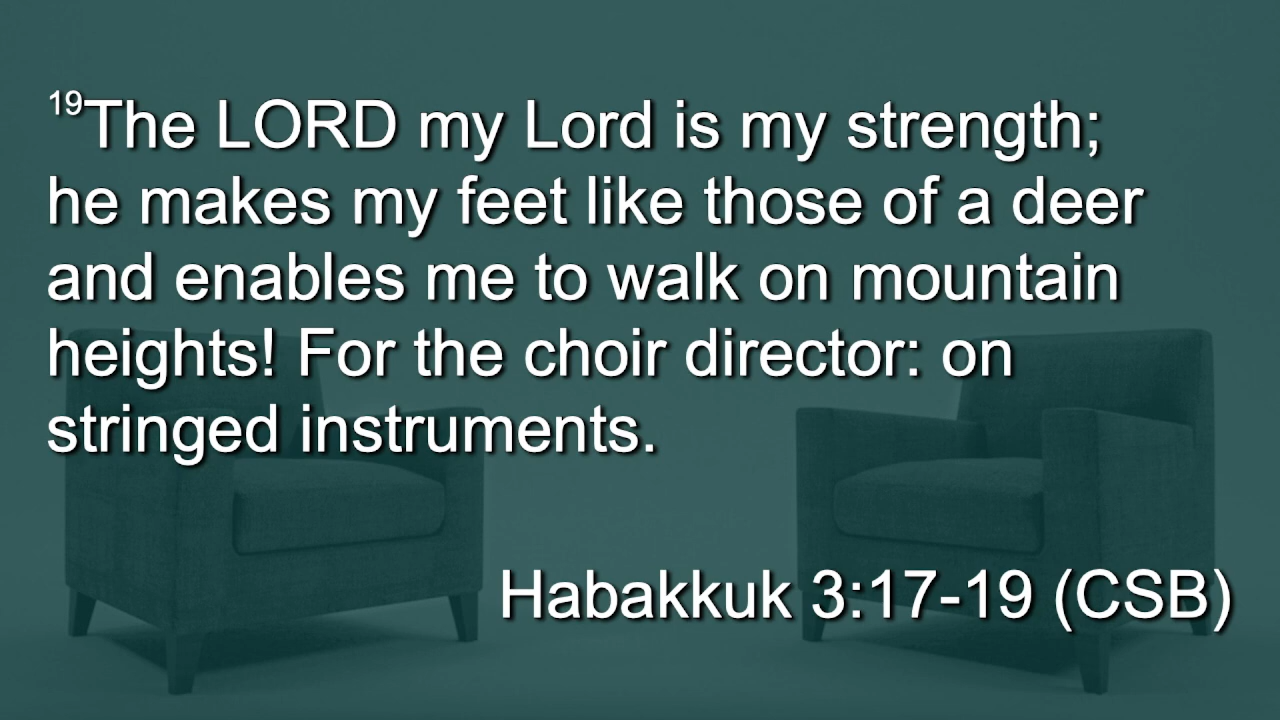 19The LORD my Lord is my strength;
he makes my feet like those of a deer
and enables me to walk on mountain
heights! For the choir director: on
stringed instruments.
Habakkuk 3:17-19 (CSB)